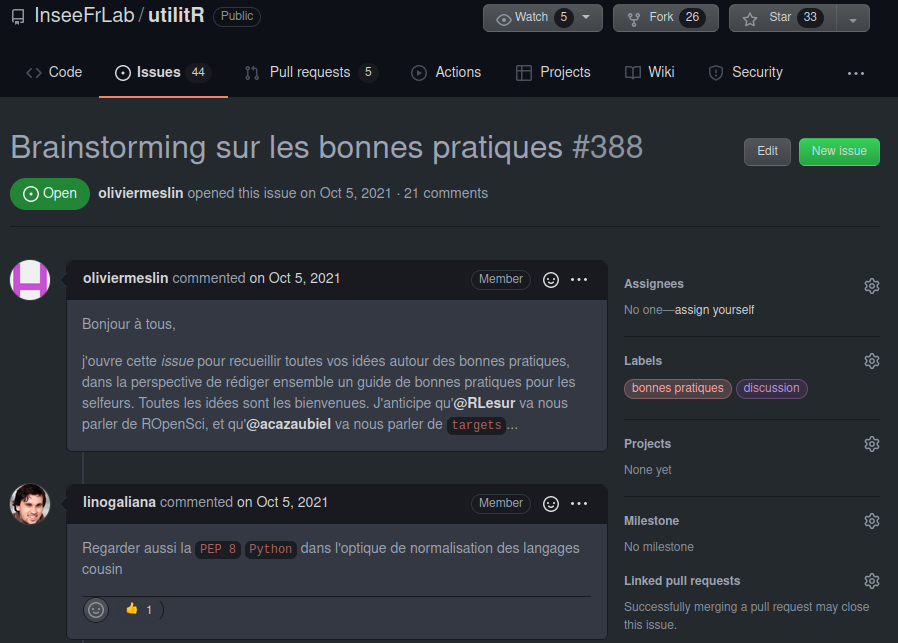 InseeFrLab / utilitR Public
Watch 5
Fork 26
Star 33
Code
Issues 44
Pull requests 5
Actions
Projects
Wiki
Security
Brainstorming sur les bonnes pratiques #388
Edit
New issue
Open
oliviermeslin opened this issue on Oct 5, 2021 · 21 comments
oliviermeslin commented on Oct 5, 2021
Member
Bonjour à tous,
j'ouvre cette issue pour recueillir toutes vos idées autour des bonnes pratiques,
dans la perspective de rédiger ensemble un guide de bonnes pratiques pour les
selfeurs. Toutes les idées sont les bienvenues. J'anticipe qu'@RLesur va nous
parler de ROpenSci, et qu'@acazaubiel va nous parler de targets...
linogaliana commented on Oct 5, 2021
Member
Regarder aussi la PEP 8 Python dans l'optique de normalisation des langages
cousin
👍 1
Assignees
No one—assign yourself
Labels
bonnes pratiques
discussion
Projects
None yet
Milestone
No milestone
Linked pull requests
Successfully merging a pull request may close
this issue.